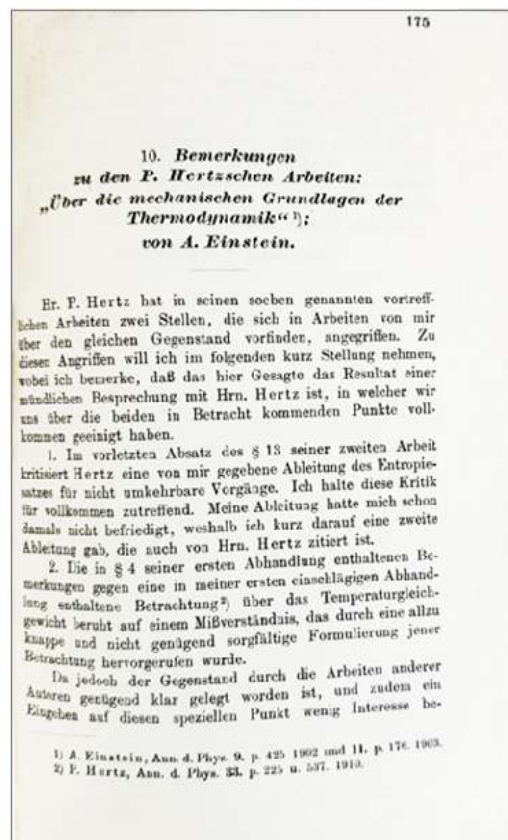 175
10. Bemerkungen
zu den P. Hertzschen Arbeiten:
„Über die mechanischen Grundlagen der
Thermodynamik“ ¹);
von A. Einstein.
Hr. P. Hertz hat in seinen soeben genannten vortreff-
lichen Arbeiten zwei Stellen, die sich in Arbeiten von mir
über den gleichen Gegenstand vorfinden, angegriffen. Zu
diesen Angriffen will ich im folgenden kurz Stellung nehmen,
wobei ich bemerke, daß das hier Gesagte das Resultat einer
mündlichen Besprechung mit Hrn. Hertz ist, in welcher wir
uns über die beiden in Betracht kommenden Punkte voll-
kommen geeinigt haben.
1. Im vorletzten Absatz des § 13 seiner zweiten Arbeit
kritisiert Hertz eine von mir gegebene Ableitung des Entropie-
satzes für nicht umkehrbare Vorgänge. Ich halte diese Kritik
für vollkommen zutreffend. Meine Ableitung hatte mich schon
damals nicht befriedigt, weshalb ich kurz darauf eine zweite
Ableitung gab, die auch von Hrn. Hertz zitiert ist.
2. Die in § 4 seiner ersten Abhandlung enthaltenen Be-
merkungen gegen eine in meiner ersten einschlägigen Abhand-
lung enthaltene Betrachtung²) über das Temperaturgleich-
gewicht beruht auf einem Mißverständnis, das durch eine allzu
knappe und nicht genügend sorgfältige Formulierung jener
Betrachtung hervorgerufen wurde.
Da jedoch der Gegenstand durch die Arbeiten anderer
Autoren genügend klar gelegt worden ist, und zudem ein
Eingehen auf diesen speziellen Punkt wenig Interesse be-
1) A. Einstein, Ann. d. Phys. 9. p. 425 1902 und 11. p. 176. 1903.
2) P. Hertz, Ann. d. Phys. 33. p. 225 u. 537. 1910.